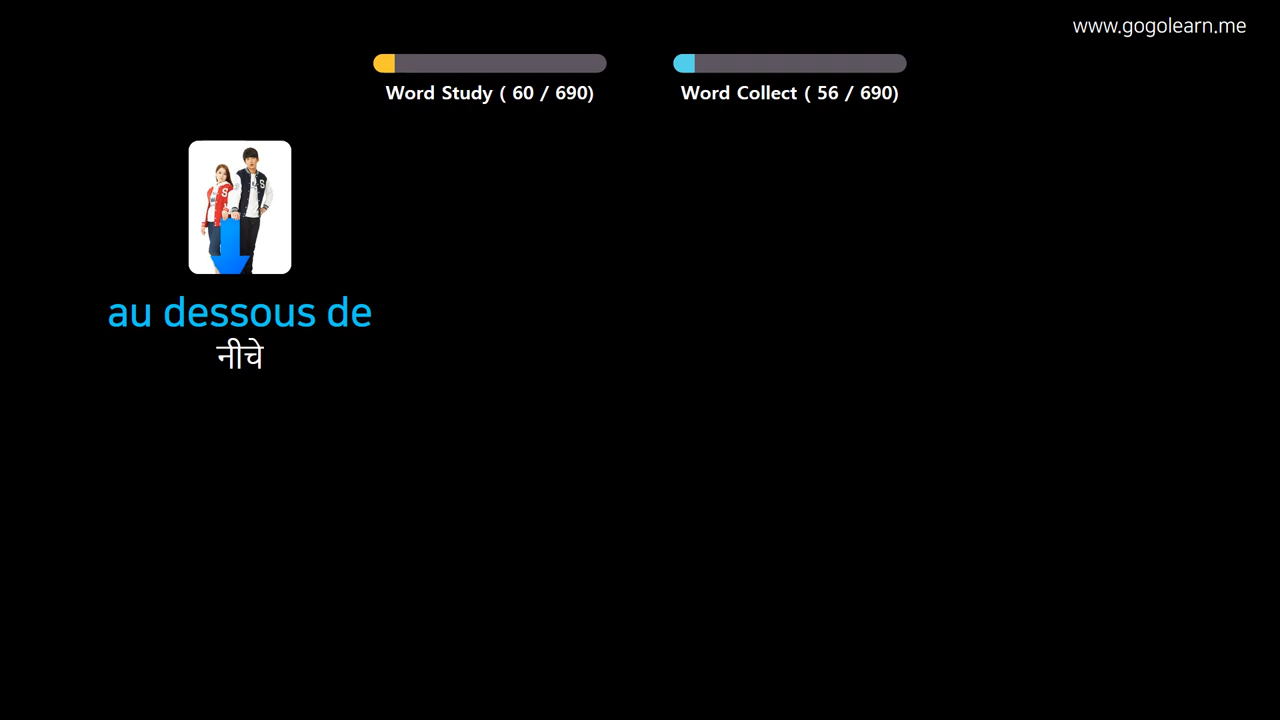 www.gogolearn.me
Word Study ( 60 / 690)
Word Collect ( 56 / 690)
au dessous de
नीचे